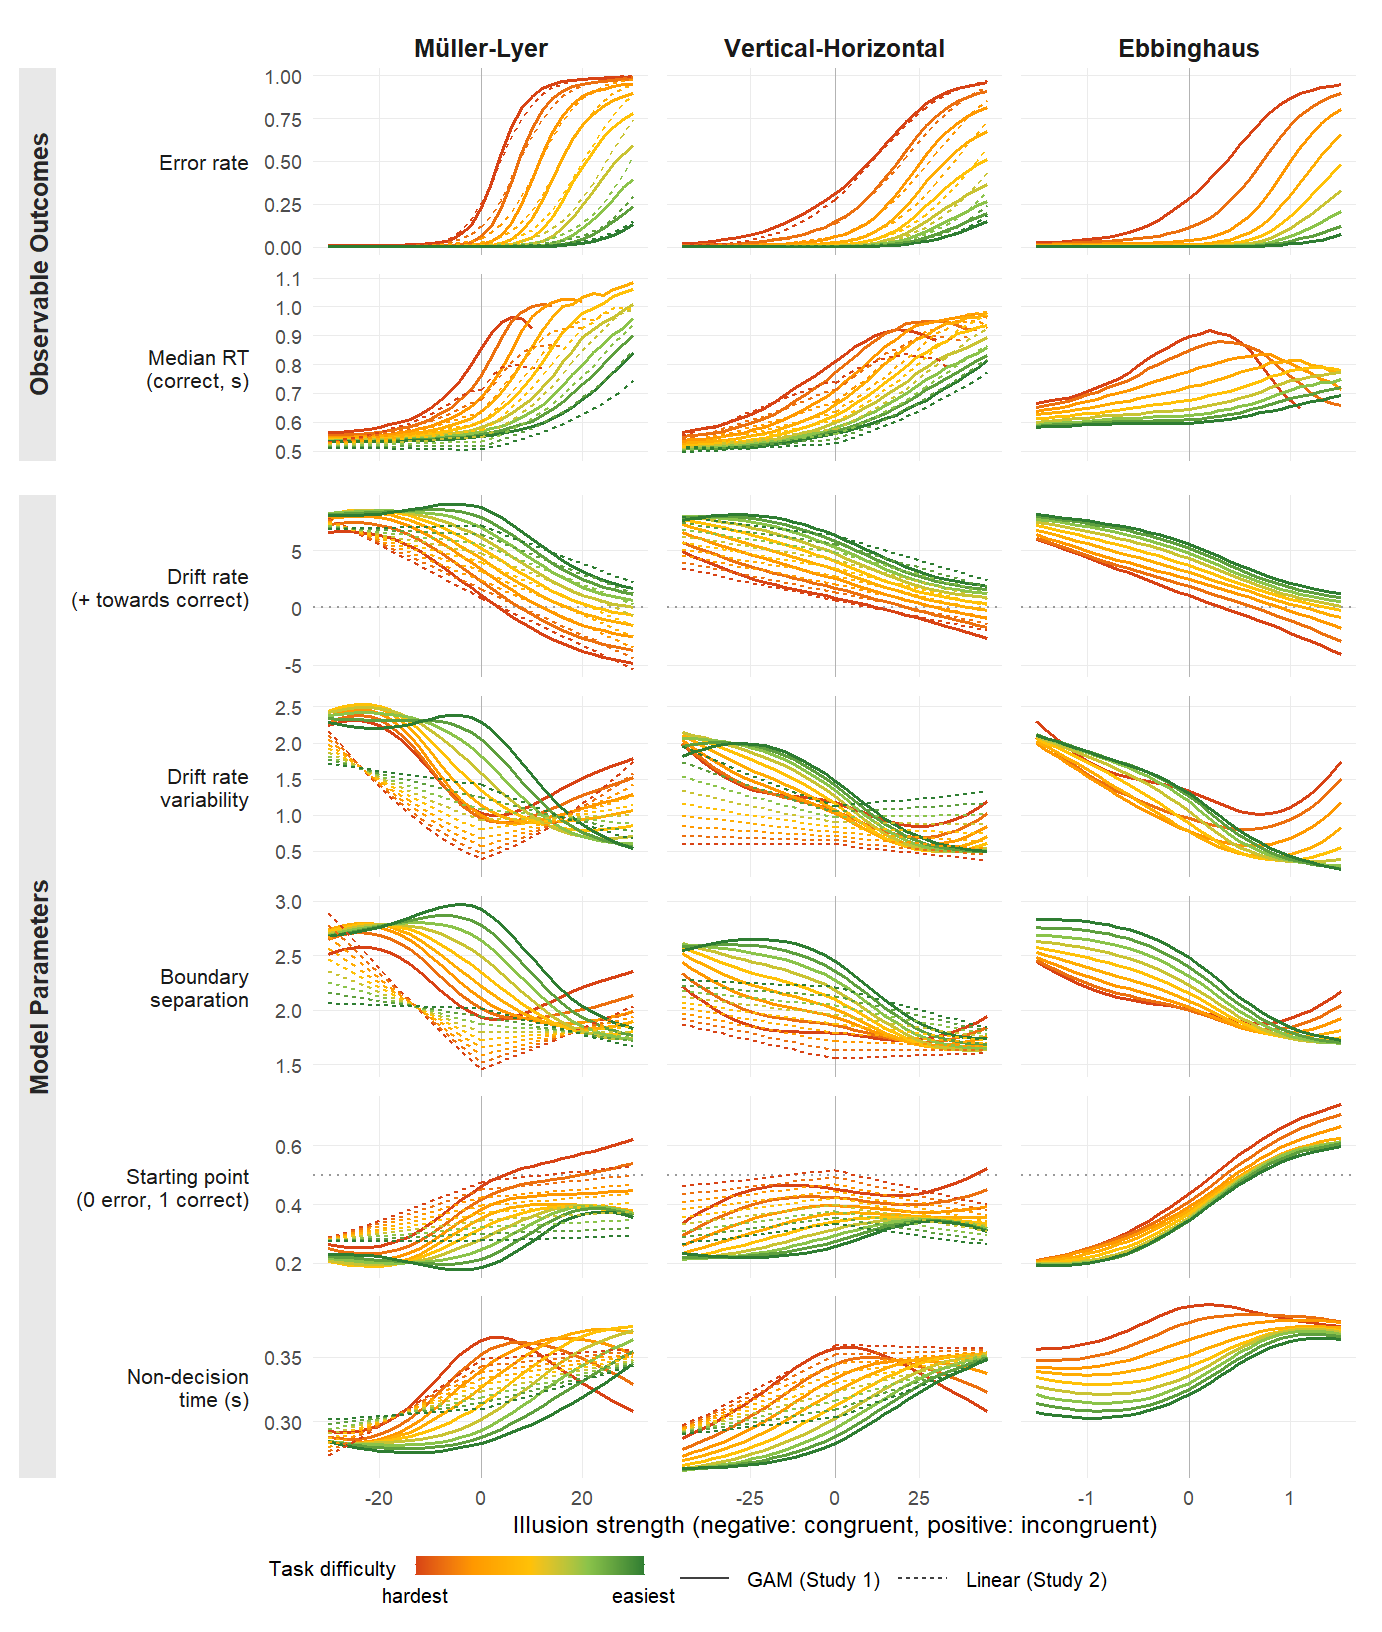 Müller-Lyer
Vertical-Horizontal
Ebbinghaus
Observable Outcomes
Error rate
1.00
0.75
0.50
0.25
0.00
Median RT
(correct, s)
1.1
1.0
0.9
0.8
0.7
0.6
0.5
Model Parameters
Drift rate
(+ towards correct)
5
0
-5
Drift rate
variability
2.5
2.0
1.5
1.0
0.5
Boundary
separation
3.0
2.5
2.0
1.5
Starting point
(0 error, 1 correct)
0.6
0.4
0.2
Non-decision
time (s)
0.35
0.30
-20 0 20
-25 0 25
-1 0 1
Illusion strength (negative: congruent, positive: incongruent)
Task difficulty
hardest easiest
GAM (Study 1)
Linear (Study 2)